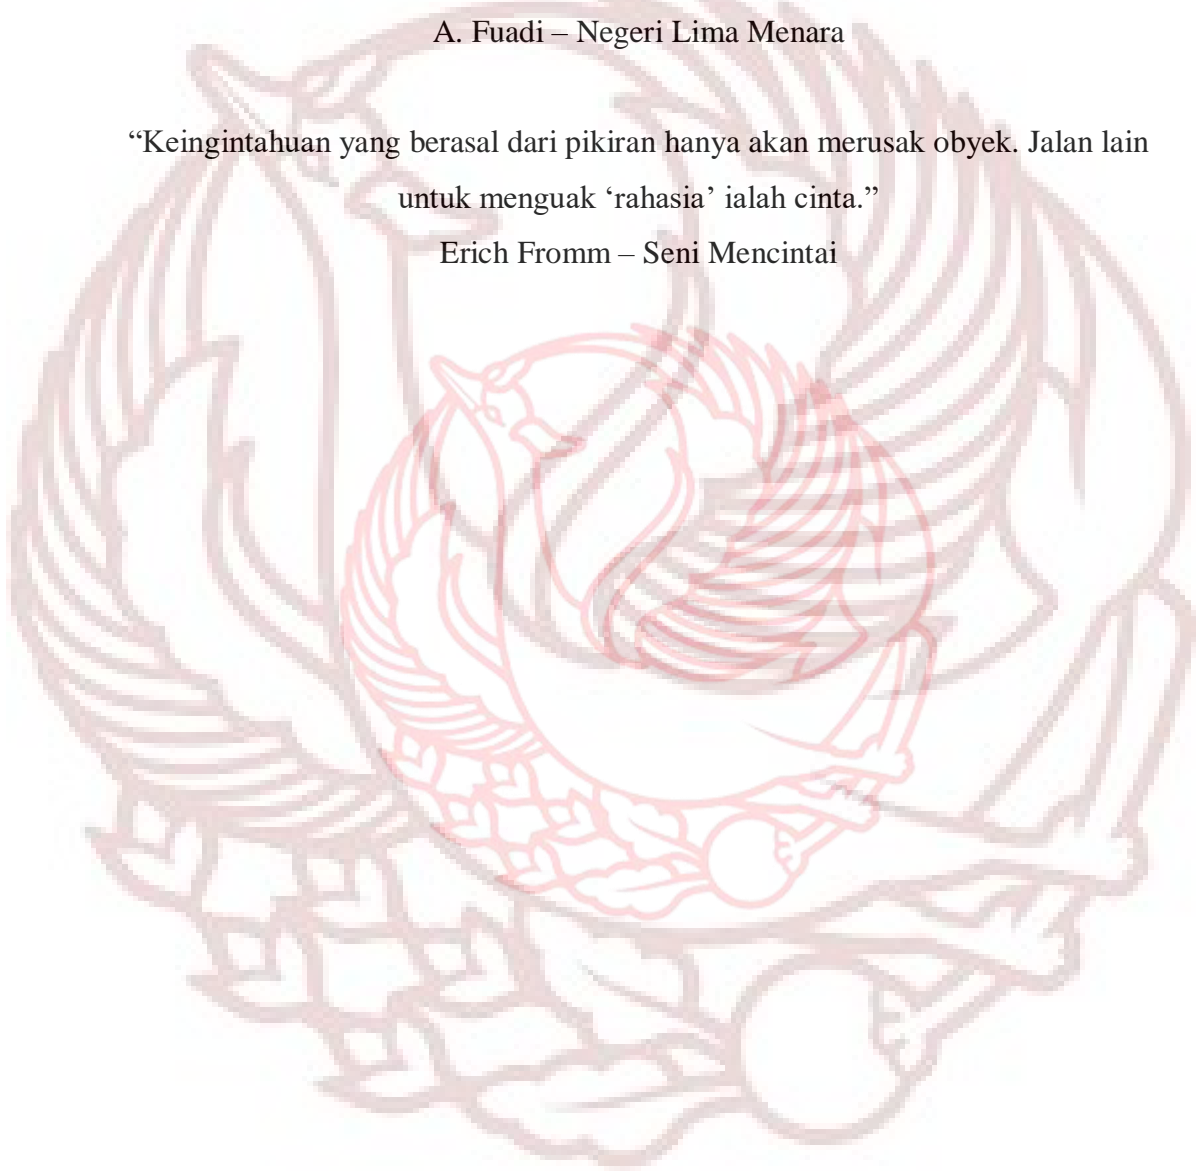 A. Fuadi – Negeri Lima Menara
“Keingintahuan yang berasal dari pikiran hanya akan merusak obyek. Jalan lain
untuk menguak ‘rahasia’ ialah cinta.”
Erich Fromm – Seni Mencintai